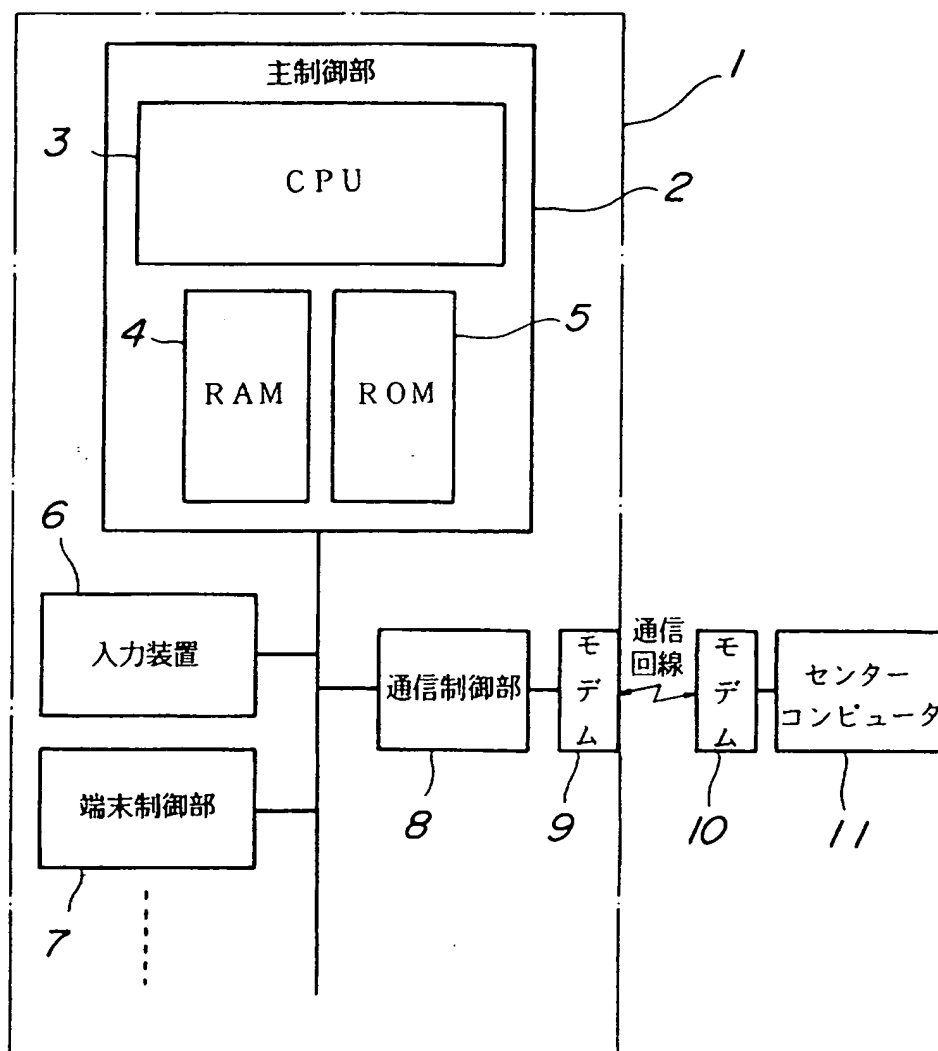 主制御部
1
3
CPU
2
4
RAM
5
ROM
6
入力装置
通信制御部
モデム
通信
回線
モデム
センター
コンピュータ
端末制御部
8
9
10
11
7